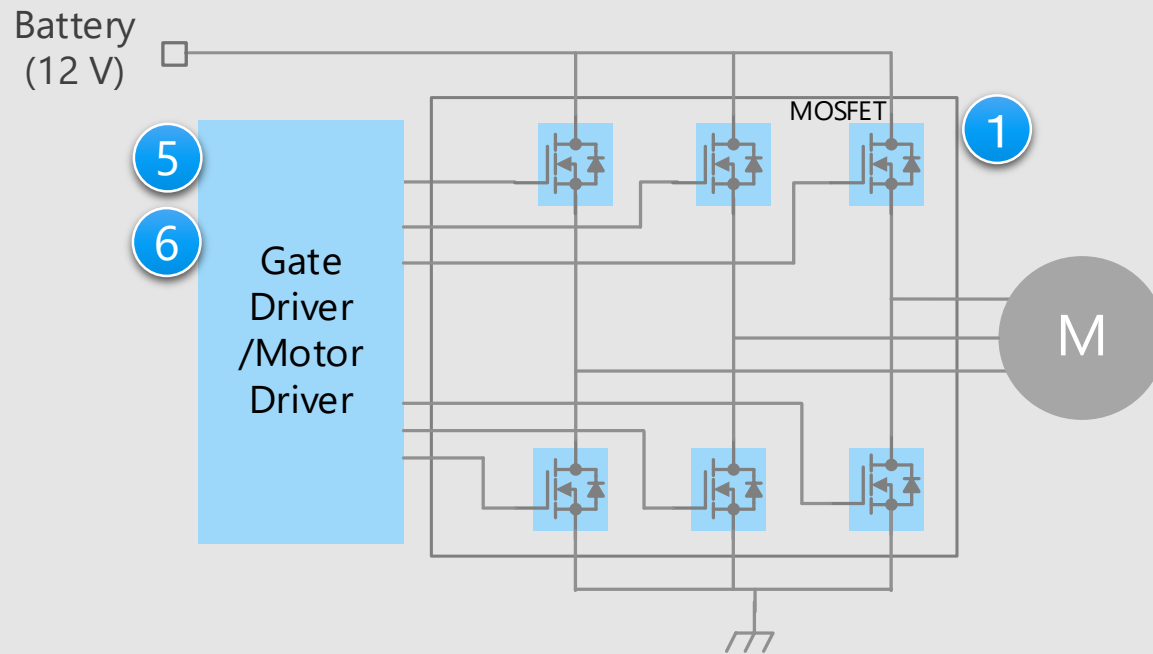 Battery
(12 V)
MOSFET
1
5
6
Gate
Driver
/Motor
Driver
M